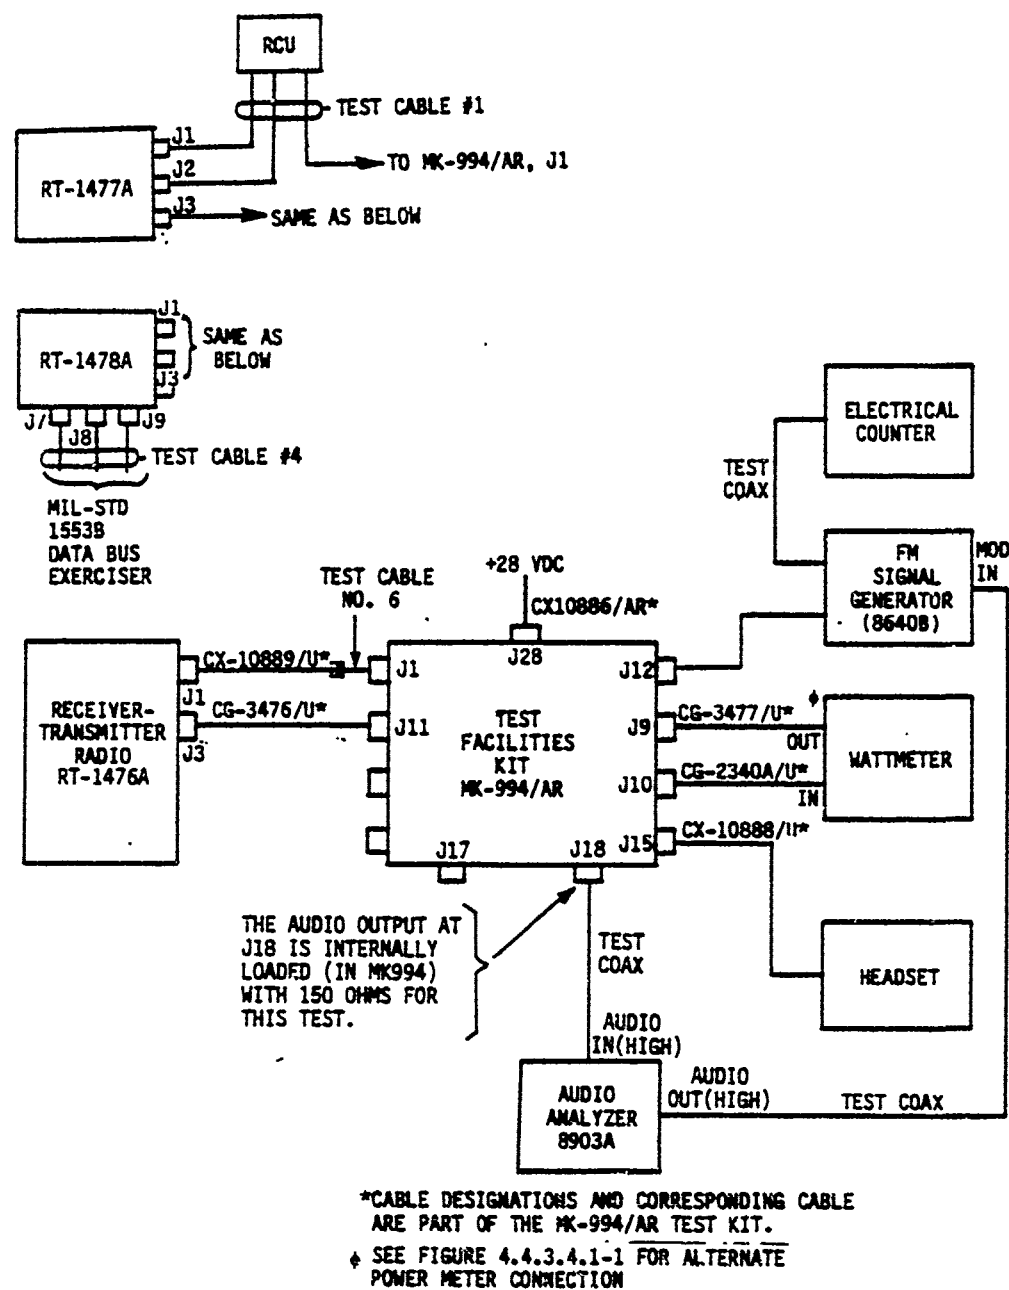 RCU
TEST CABLE #1
J1
TO MK-994/AR, J1
J2
RT-1477A
J3
SAME AS BELOW
J1
SAME AS
BELOW
RT-1478A
J3
J7
J8
J9
TEST CABLE #4
MIL-STD
1553B
DATA BUS
EXERCISER
ELECTRICAL
COUNTER
TEST
COAX
FM
SIGNAL
GENERATOR
(8640B)
MOD
IN
+28 VDC
TEST CABLE
NO. 6
CX10886/AR*
J28
CX-10889/U*
J1
J1
J12
CG-3476/U*
J3
J11
RECEIVER-
TRANSMITTER
RADIO
RT-1476A
TEST
FACILITIES
KIT
MK-994/AR
J9
CG-3477/U*
ϕ
OUT
WATTMETER
J10
CG-2340A/U*
IN
J15
CX-10888/U*
J17
J18
THE AUDIO OUTPUT AT
J18 IS INTERNALLY
LOADED (IN MK994)
WITH 150 OHMS FOR
THIS TEST.
TEST
COAX
HEADSET
AUDIO
IN(HIGH)
AUDIO
OUT(HIGH)
TEST COAX
AUDIO
ANALYZER
8903A
*CABLE DESIGNATIONS AND CORRESPONDING CABLE
ARE PART OF THE MK-994/AR TEST KIT.
ϕ SEE FIGURE 4.4.3.4.1-1 FOR ALTERNATE
POWER METER CONNECTION